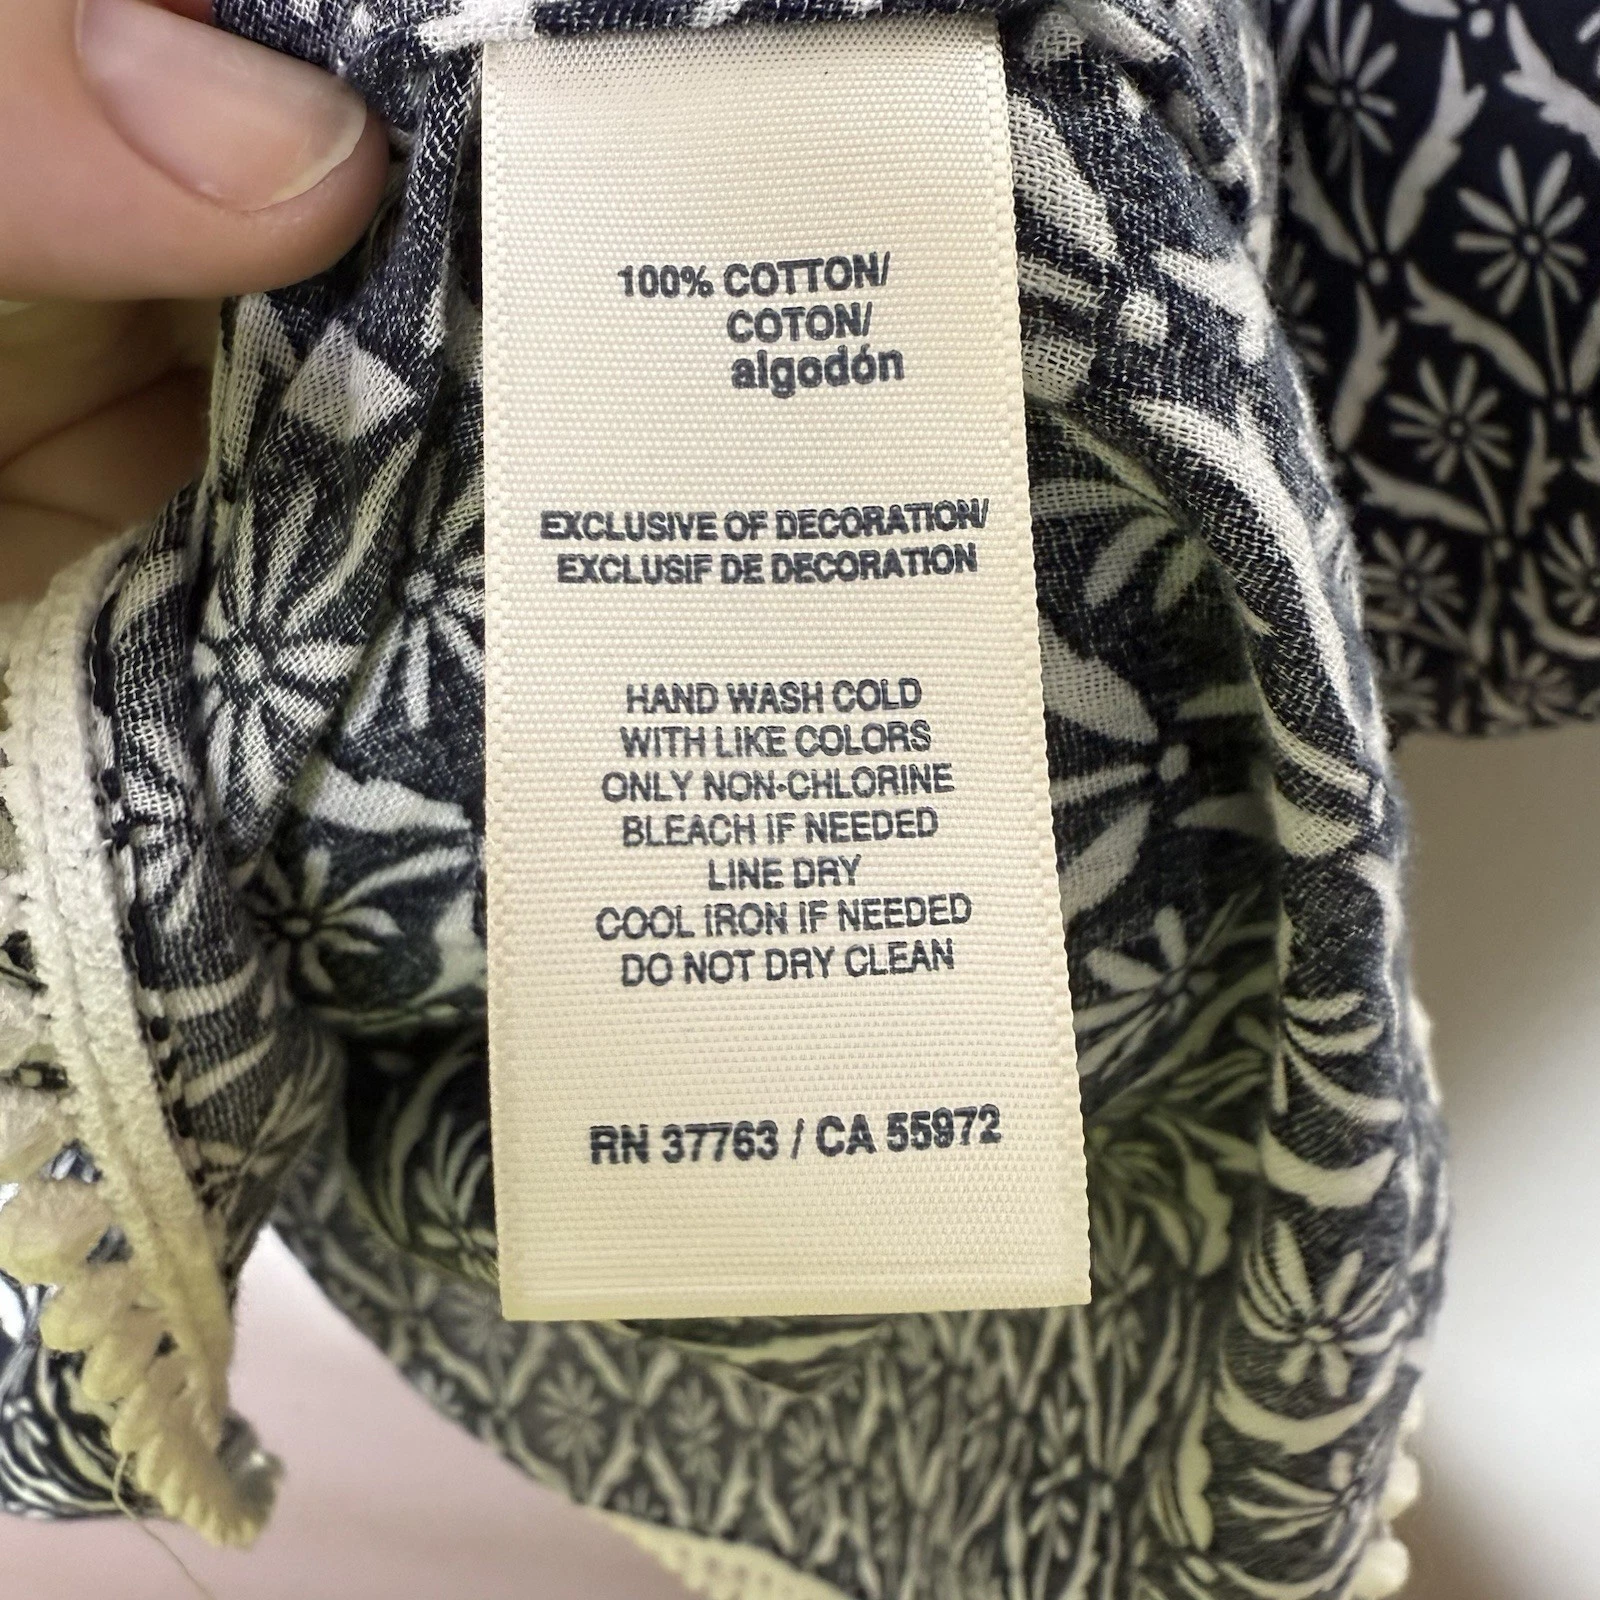 100% COTTON/
COTON/
algodón
EXCLUSIVE OF DECORATION/
EXCLUSIF DE DECORATION
HAND WASH COLD
WITH LIKE COLORS
ONLY NON-CHLORINE
BLEACH IF NEEDED
LINE DRY
COOL IRON IF NEEDED
DO NOT DRY CLEAN
RN 37763 / CA 55972